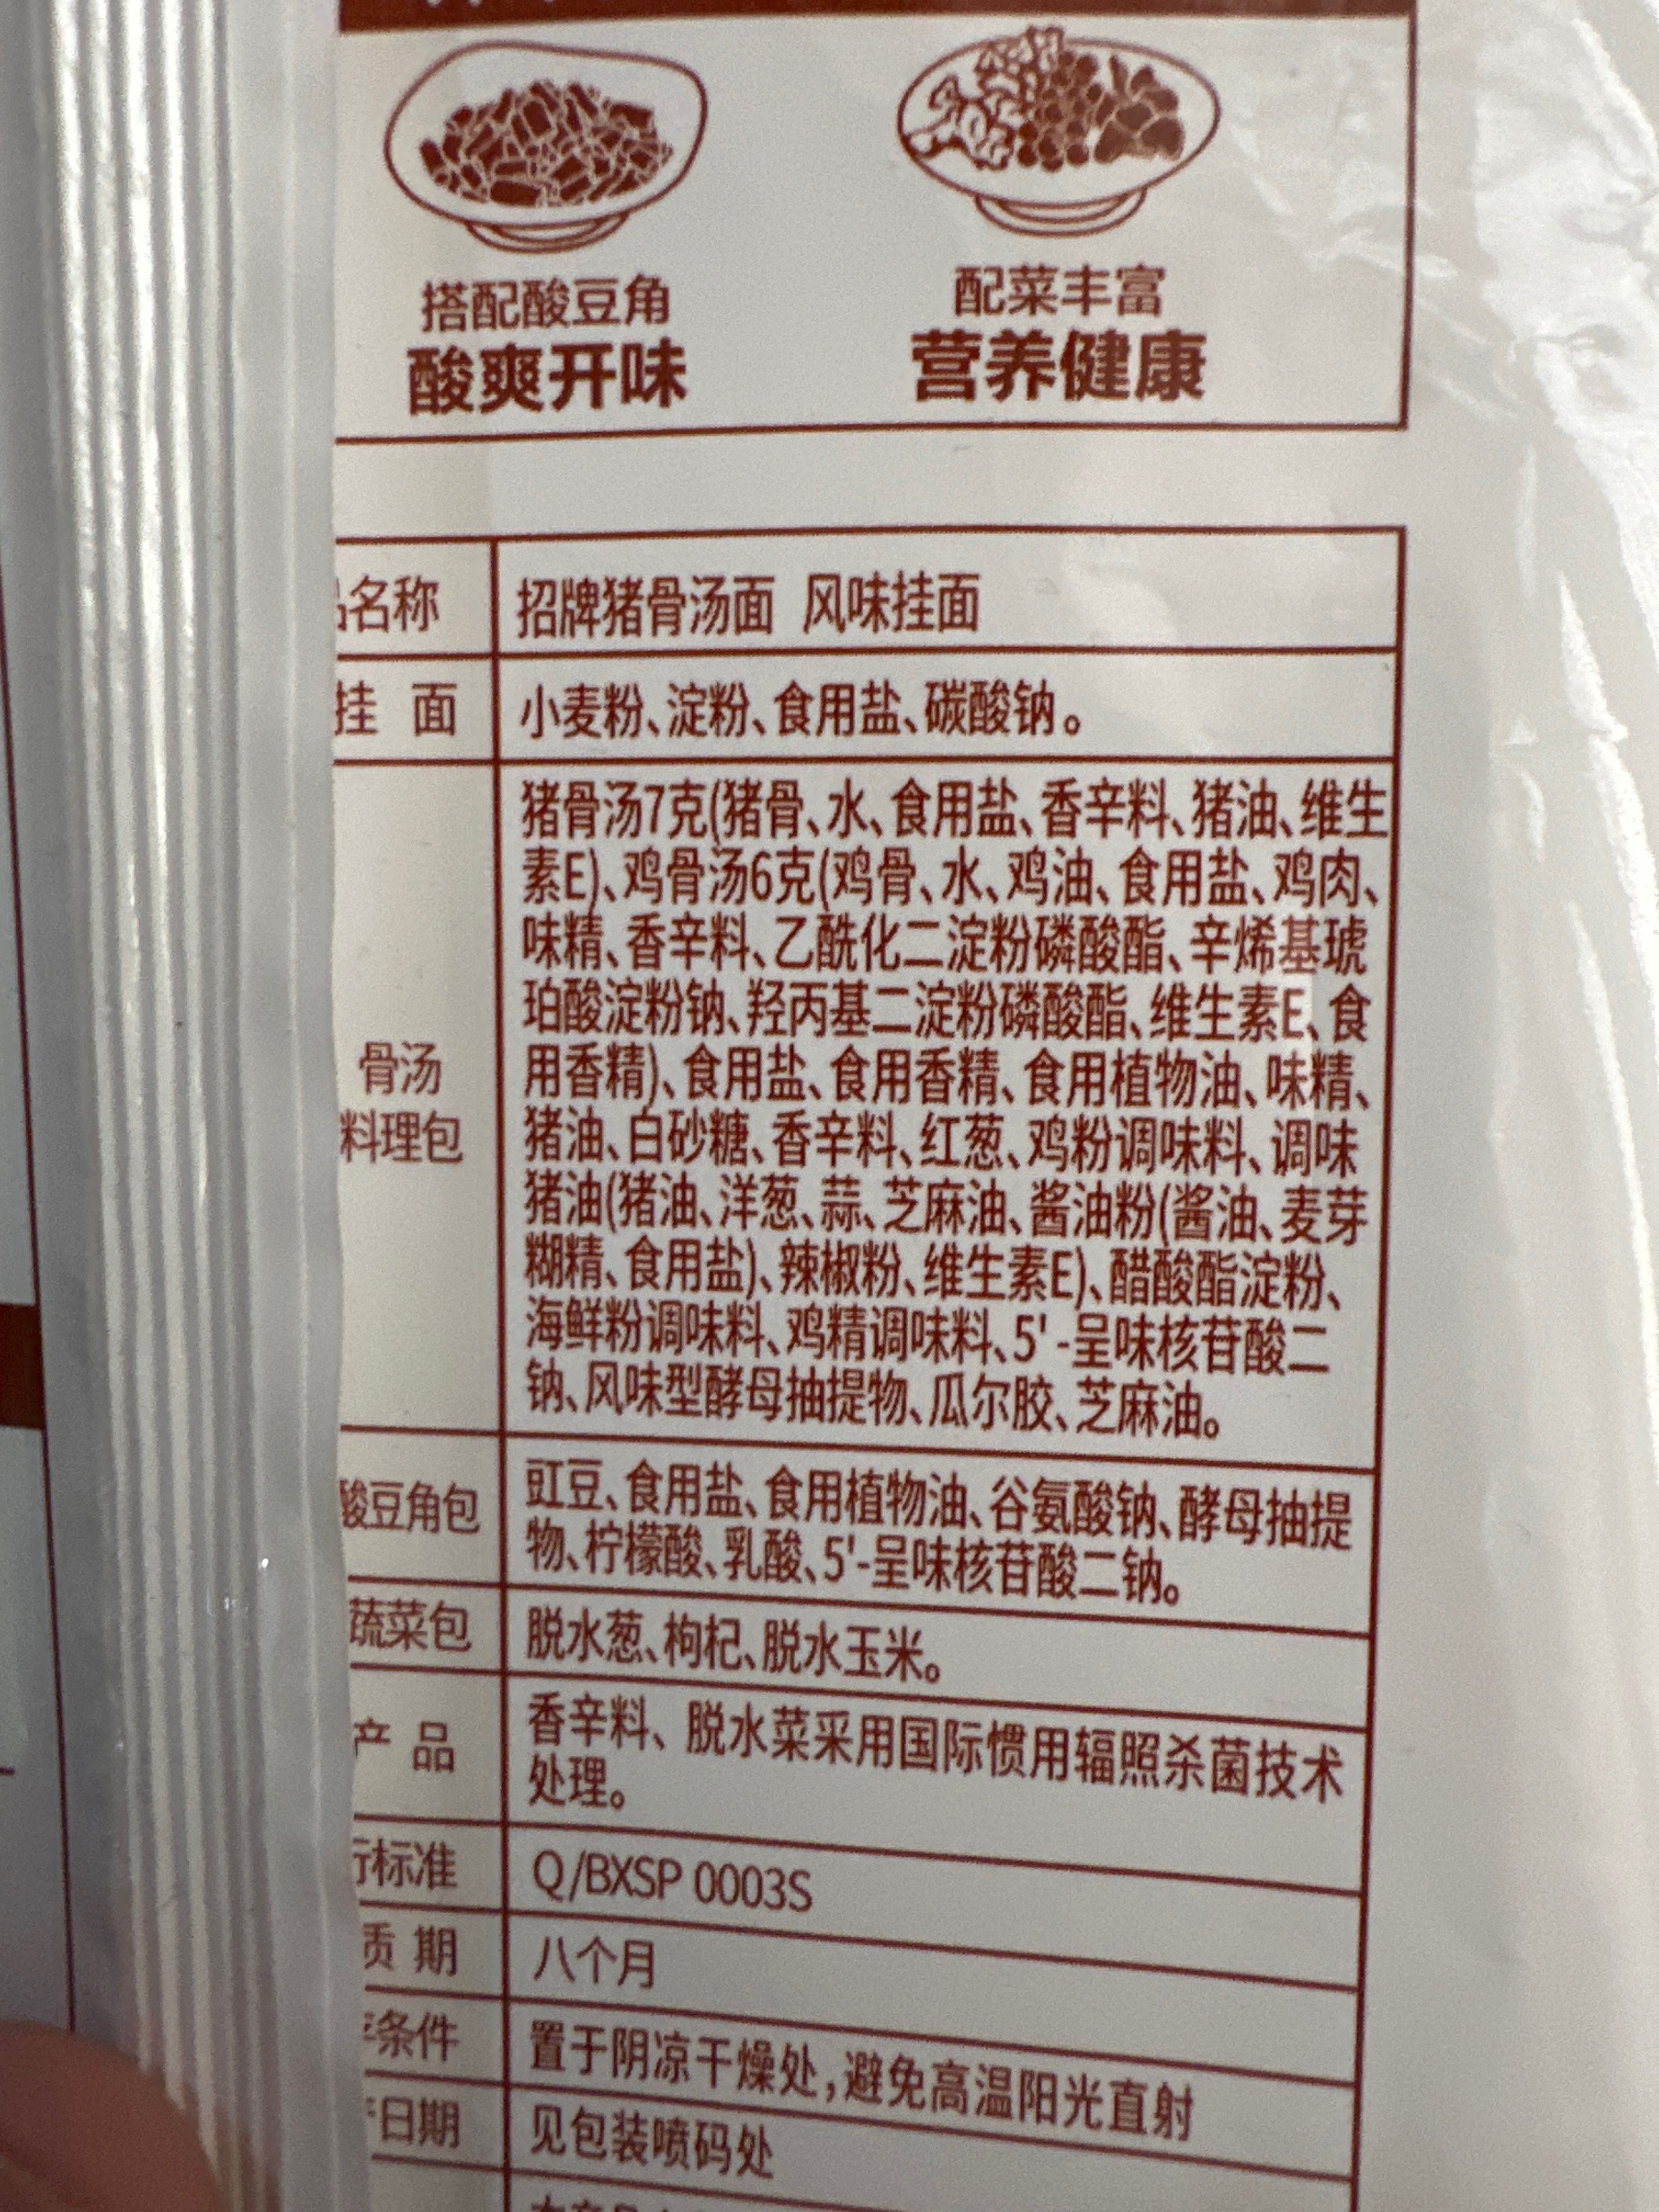 搭配酸豆角
酸爽开味
配菜丰富
营养健康
名称
招牌猪骨汤面 风味挂面
挂 面
小麦粉、淀粉、食用盐、碳酸钠。
骨汤
料理包
猪骨汤7克(猪骨、水、食用盐、香辛料、猪油、维生
素E)、鸡骨汤6克(鸡骨、水、鸡油、食用盐、鸡肉、
味精、香辛料、乙酰化二淀粉磷酸酯、辛烯基琥
珀酸淀粉钠、羟丙基二淀粉磷酸酯、维生素E、食
用香精)、食用盐、食用香精、食用植物油、味精、
猪油、白砂糖、香辛料、红葱、鸡粉调味料、调味
猪油(猪油、洋葱、蒜、芝麻油、酱油粉(酱油、麦芽
糊精、食用盐)、辣椒粉、维生素E)、醋酸酯淀粉、
海鲜粉调味料、鸡精调味料、5'-呈味核苷酸二
钠、风味型酵母抽提物、瓜尔胶、芝麻油。
酸豆角包
豇豆、食用盐、食用植物油、谷氨酸钠、酵母抽提
物、柠檬酸、乳酸、5'-呈味核苷酸二钠。
蔬菜包
脱水葱、枸杞、脱水玉米。
产 品
香辛料、脱水菜采用国际惯用辐照杀菌技术
处理。
标准
Q/BXSP 0003S
质 期
八个月
条件
置于阴凉干燥处,避免高温阳光直射
日期
见包装喷码处